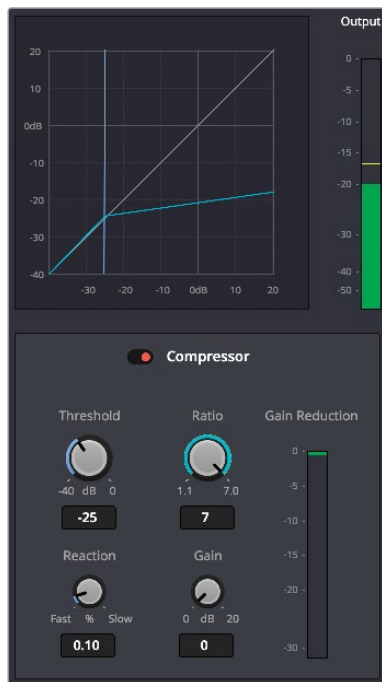 Output
20
10
0dB
-10
-20
-30
-40
-30 -20 -10 0dB 10 20
0
-5
-10
-15
-20
-30
-40
-50
Compressor
Threshold Ratio Gain Reduction
-40 dB 0 1.1 7.0
-25 7
Reaction Gain
Fast % Slow 0 dB 20
0.10 0
0
-5
-10
-15
-20
-30